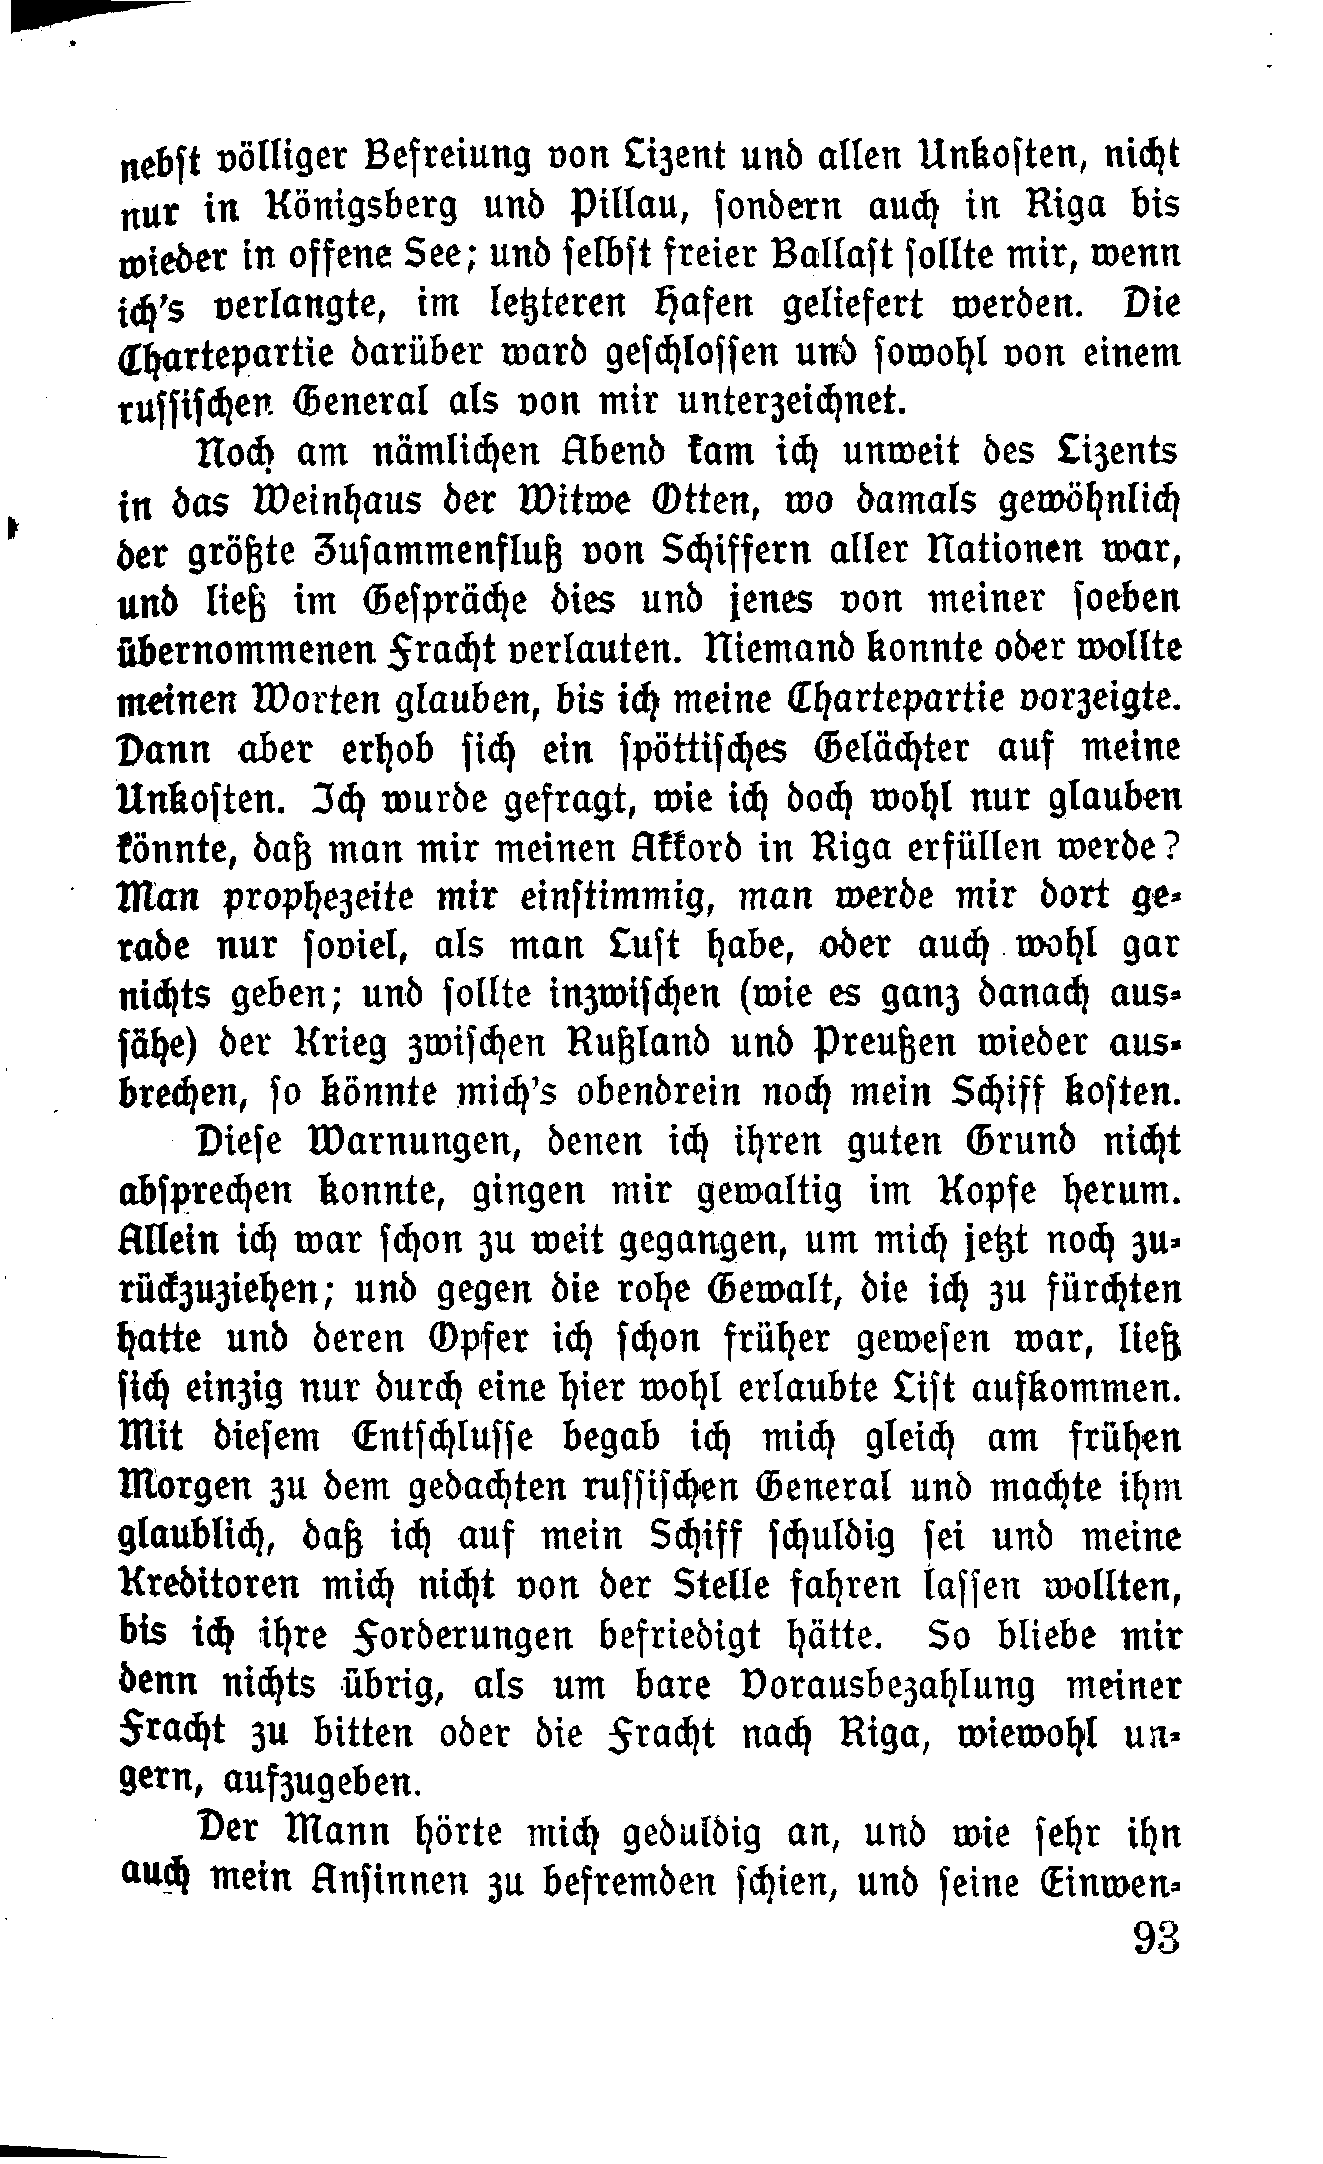 nebst völliger Befreiung von Lizent und allen Unkosten, nicht
nur in Königsberg und Pillau, sondern auch in Riga bis
wieder in offene See; und selbst freier Ballast sollte mir, wenn
ich's verlangte, im letzteren Hafen geliefert werden. Die
Chartepartie darüber ward geschlossen und sowohl von einem
russischen General als von mir unterzeichnet.
Noch am nämlichen Abend kam ich unweit des Lizents
in das Weinhaus der Witwe Otten, wo damals gewöhnlich
der größte Zusammenfluß von Schiffern aller Nationen war,
und ließ im Gespräche dies und jenes von meiner soeben
übernommenen Fracht verlauten. Niemand konnte oder wollte
meinen Worten glauben, bis ich meine Chartepartie vorzeigte.
Dann aber erhob sich ein spöttisches Gelächter auf meine
Unkosten. Ich wurde gefragt, wie ich doch wohl nur glauben
könnte, daß man mir meinen Akkord in Riga erfüllen werde?
Man prophezeite mir einstimmig, man werde mir dort ge-
rade nur soviel, als man Lust habe, oder auch wohl gar
nichts geben; und sollte inzwischen (wie es ganz danach aus-
sähe) der Krieg zwischen Rußland und Preußen wieder aus-
brechen, so könnte mich's obendrein noch mein Schiff kosten.
Diese Warnungen, denen ich ihren guten Grund nicht
absprechen konnte, gingen mir gewaltig im Kopfe herum.
Allein ich war schon zu weit gegangen, um mich jetzt noch zu-
rückzuziehen; und gegen die rohe Gewalt, die ich zu fürchten
hatte und deren Opfer ich schon früher gewesen war, ließ
sich einzig nur durch eine hier wohl erlaubte List aufkommen.
Mit diesem Entschlusse begab ich mich gleich am frühen
Morgen zu dem gedachten russischen General und machte ihm
glaublich, daß ich auf mein Schiff schuldig sei und meine
Kreditoren mich nicht von der Stelle fahren lassen wollten,
bis ich ihre Forderungen befriedigt hätte. So bliebe mir
denn nichts übrig, als um bare Vorausbezahlung meiner
Fracht zu bitten oder die Fracht nach Riga, wiewohl un-
gern, aufzugeben.
Der Mann hörte mich geduldig an, und wie sehr ihn
auch mein Ansinnen zu befremden schien, und seine Einwen-
93